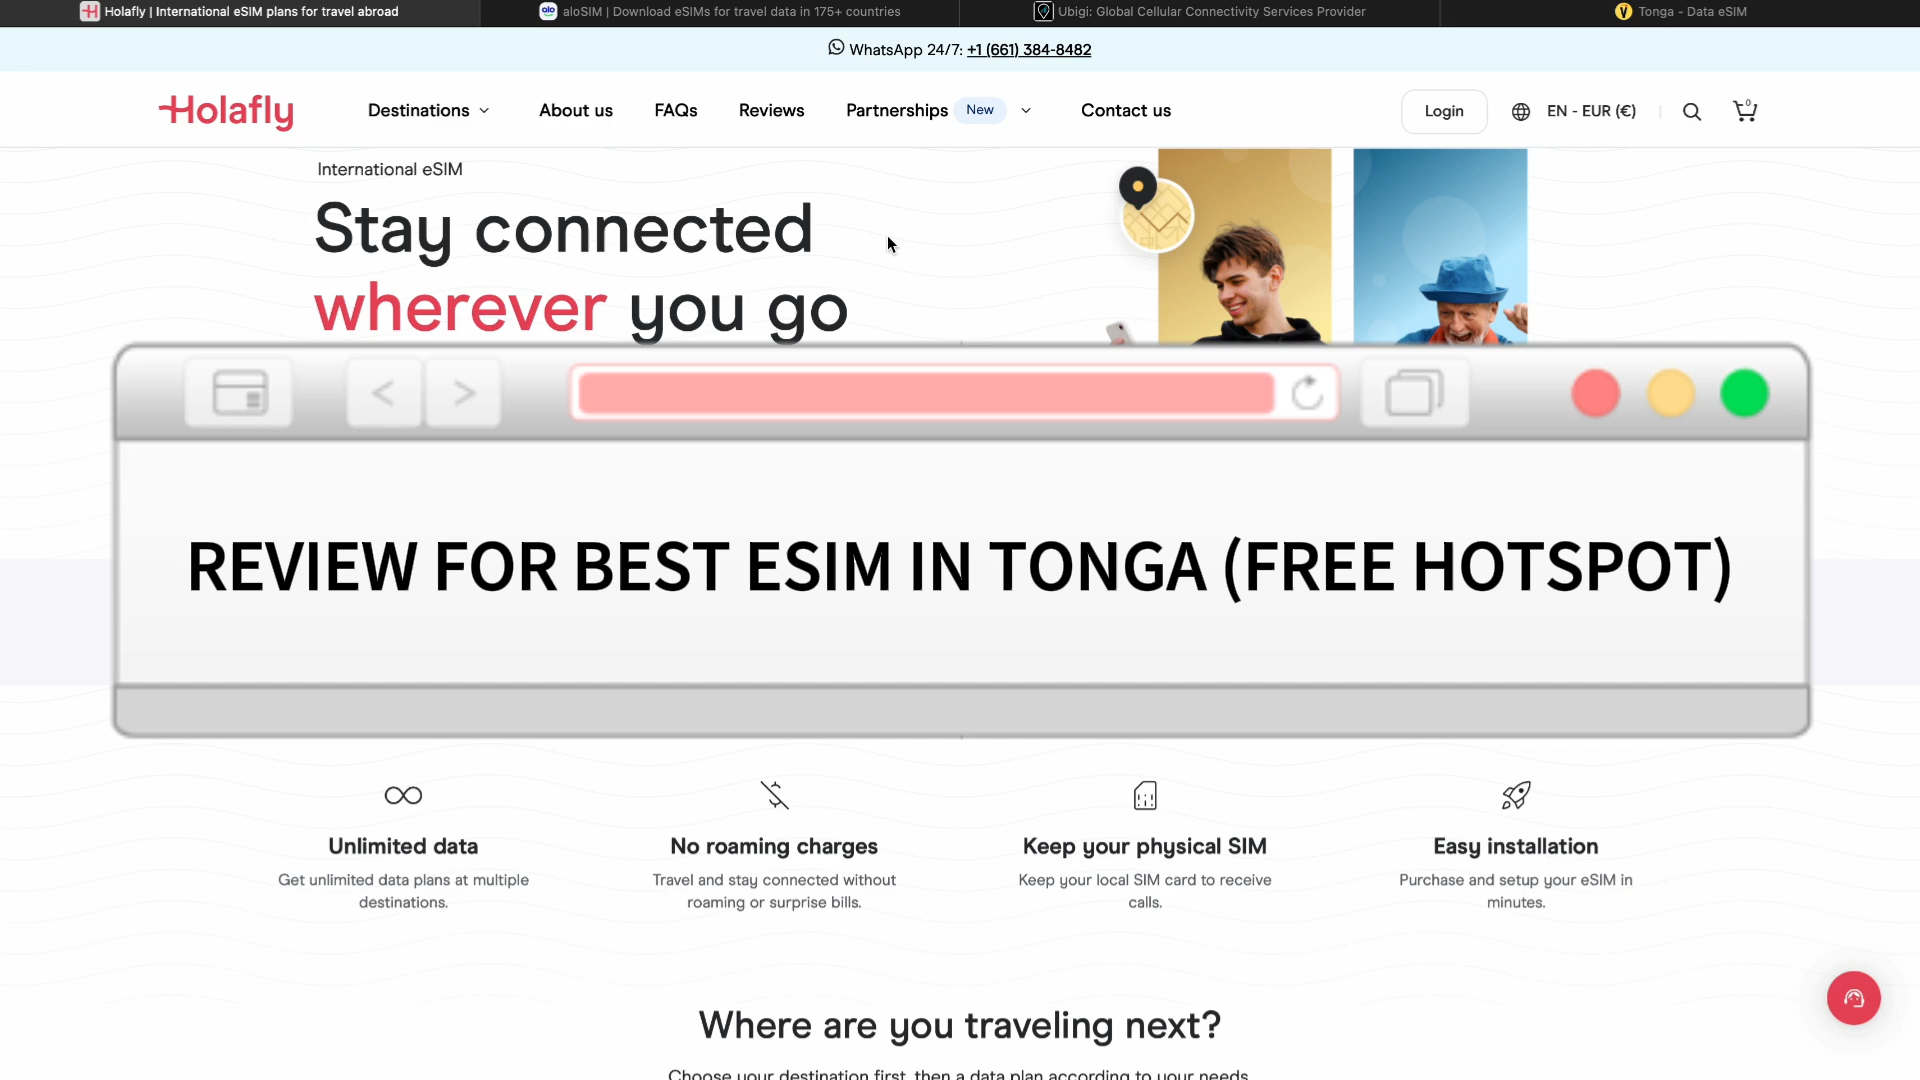 Holafly | International eSIM plans for travel abroad
aloSIM | Download eSIMs for travel data in 175+ countries
Ubigi: Global Cellular Connectivity Services Provider
Tonga - Data eSIM
WhatsApp 24/7: +1 (661) 384-8482
Holafly
Destinations
About us
FAQs
Reviews
Partnerships New
Contact us
Login
EN - EUR (€)
0
International eSIM
Stay connected
wherever you go
REVIEW FOR BEST ESIM IN TONGA (FREE HOTSPOT)
Unlimited data
Get unlimited data plans at multiple
destinations.
No roaming charges
Travel and stay connected without
roaming or surprise bills.
Keep your physical SIM
Keep your local SIM card to receive
calls.
Easy installation
Purchase and setup your eSIM in
minutes.
Where are you traveling next?
Choose your destination first, then a data plan according to your needs